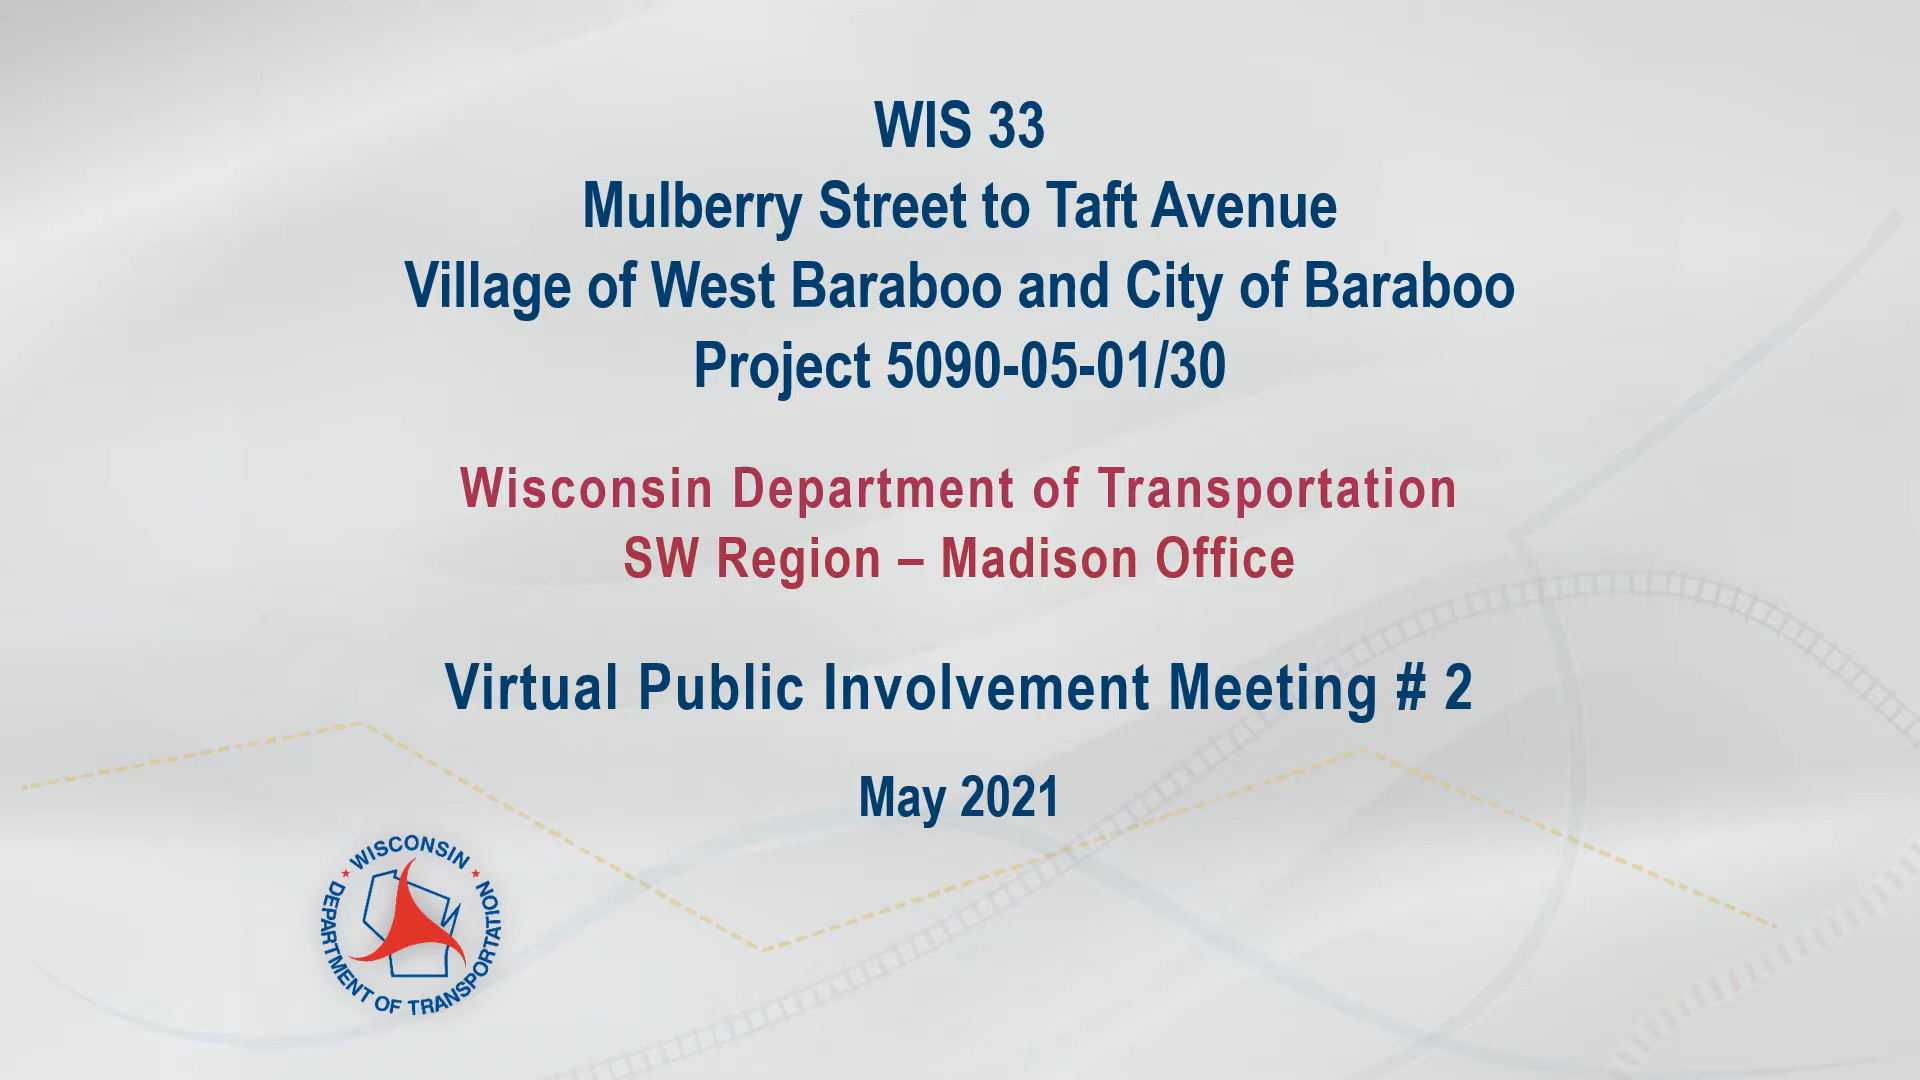 WIS 33
Mulberry Street to Taft Avenue
Village of West Baraboo and City of Baraboo
Project 5090-05-01/30
Wisconsin Department of Transportation
SW Region – Madison Office
Virtual Public Involvement Meeting # 2
May 2021
WISCONSIN
DEPARTMENT OF TRANSPORTATION